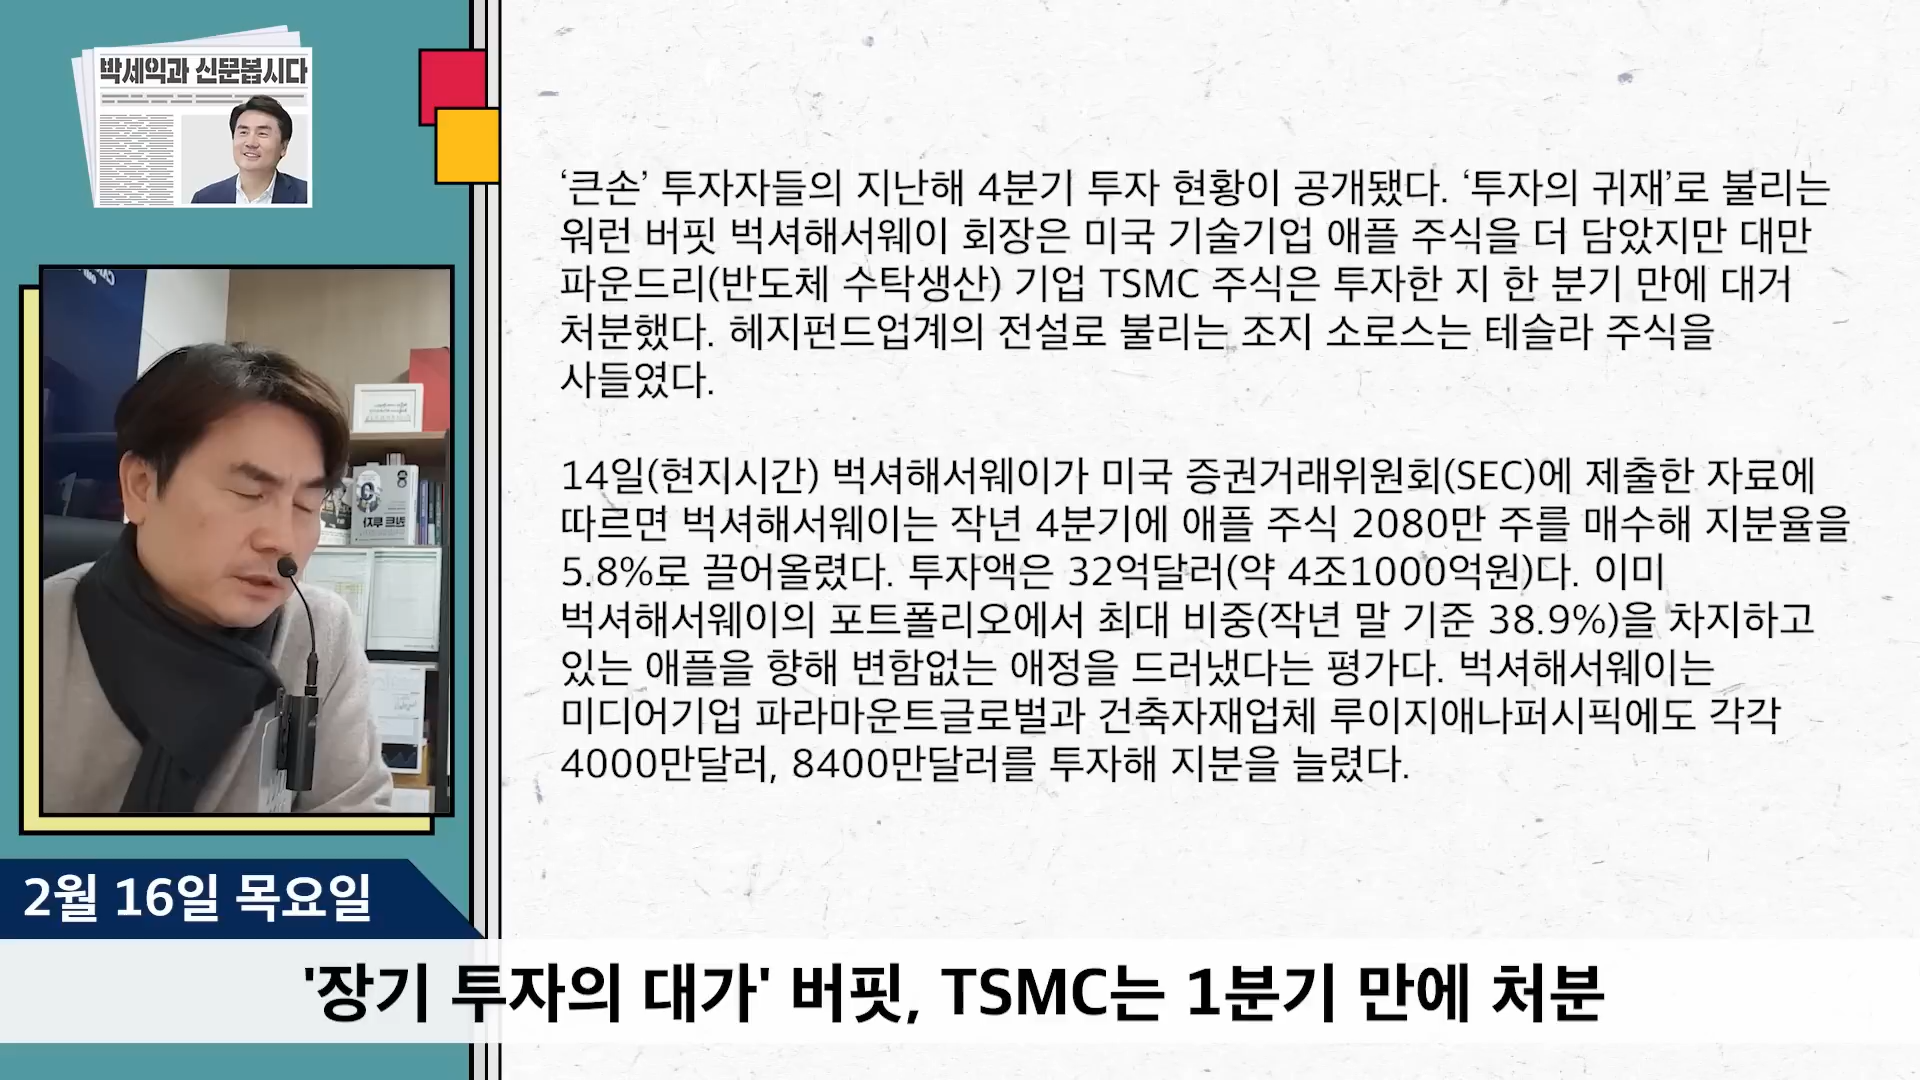 박세익과 신문봅시다
‘큰손’ 투자자들의 지난해 4분기 투자 현황이 공개됐다. ‘투자의 귀재’로 불리는
워런 버핏 벅셔해서웨이 회장은 미국 기술기업 애플 주식을 더 담았지만 대만
파운드리(반도체 수탁생산) 기업 TSMC 주식은 투자한 지 한 분기 만에 대거
처분했다. 헤지펀드업계의 전설로 불리는 조지 소로스는 테슬라 주식을
사들였다.
14일(현지시간) 벅셔해서웨이가 미국 증권거래위원회(SEC)에 제출한 자료에
따르면 벅셔해서웨이는 작년 4분기에 애플 주식 2080만 주를 매수해 지분율을
5.8%로 끌어올렸다. 투자액은 32억달러(약 4조1000억원)다. 이미
벅셔해서웨이의 포트폴리오에서 최대 비중(작년 말 기준 38.9%)을 차지하고
있는 애플을 향해 변함없는 애정을 드러냈다는 평가다. 벅셔해서웨이는
미디어기업 파라마운트글로벌과 건축자재업체 루이지애나퍼시픽에도 각각
4000만달러, 8400만달러를 투자해 지분을 늘렸다.
2월 16일 목요일
'장기 투자의 대가' 버핏, TSMC는 1분기 만에 처분